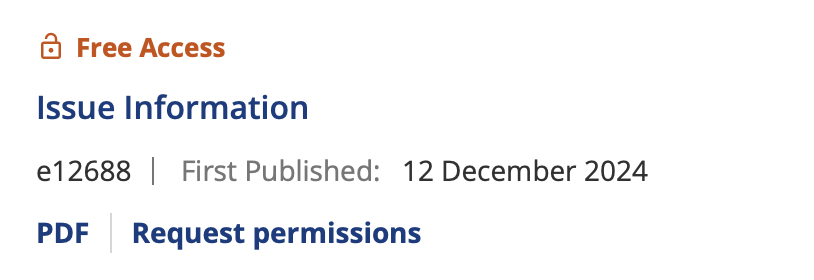 Free Access
Issue Information
e12688 | First Published: 12 December 2024
PDF | Request permissions